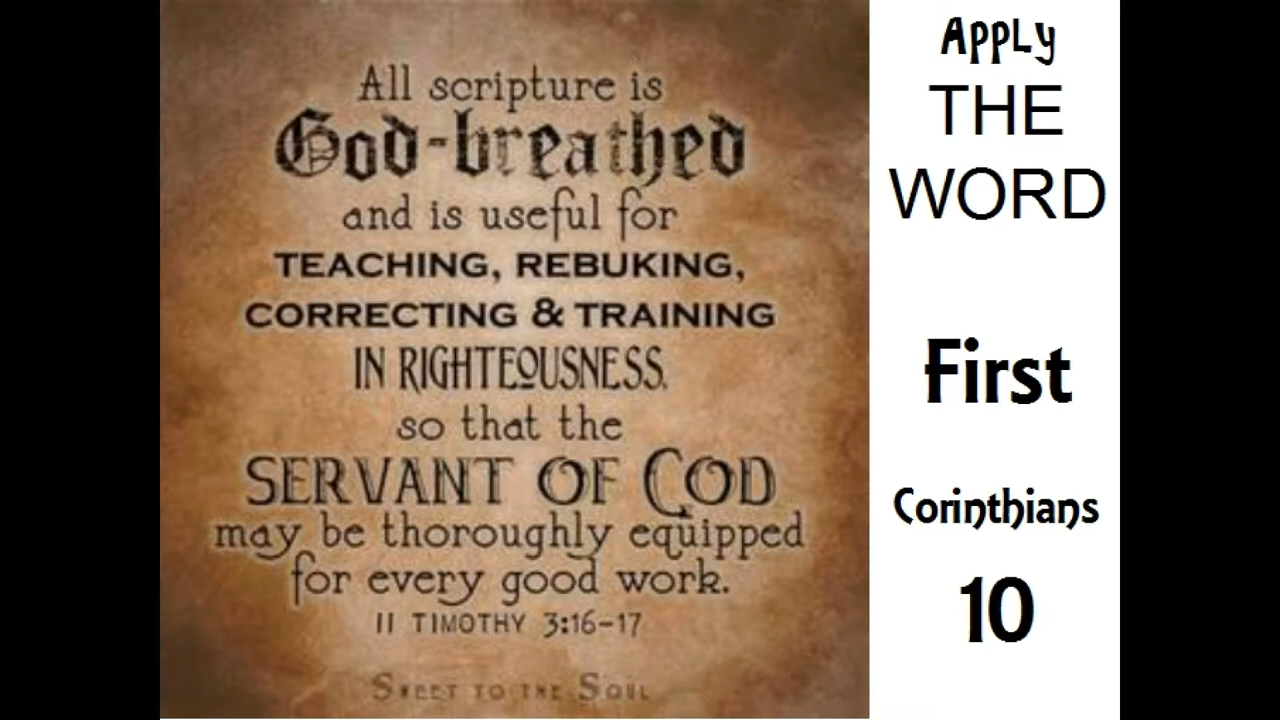 All scripture is
God-breathed
and is useful for
TEACHING, REBUKING,
CORRECTING & TRAINING
IN RIGHTEOUSNESS,
so that the
SERVANT OF GOD
may be thoroughly equipped
for every good work.
II TIMOTHY 3:16-17
SWEET TO THE SOUL
Apply
THE
WORD
First
Corinthians
10